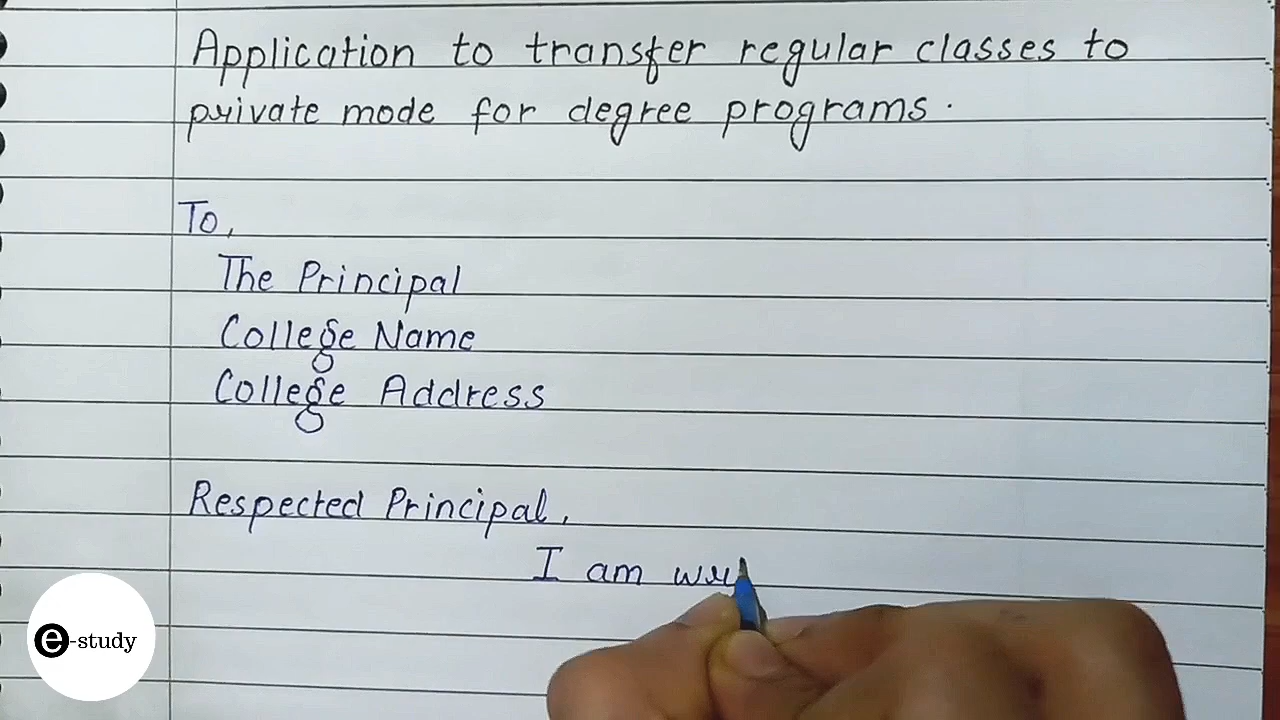 Application to transfer regular classes to
private mode for degree programs.
To,
The Principal
College Name
College Address
Respected Principal,
I am
e-study